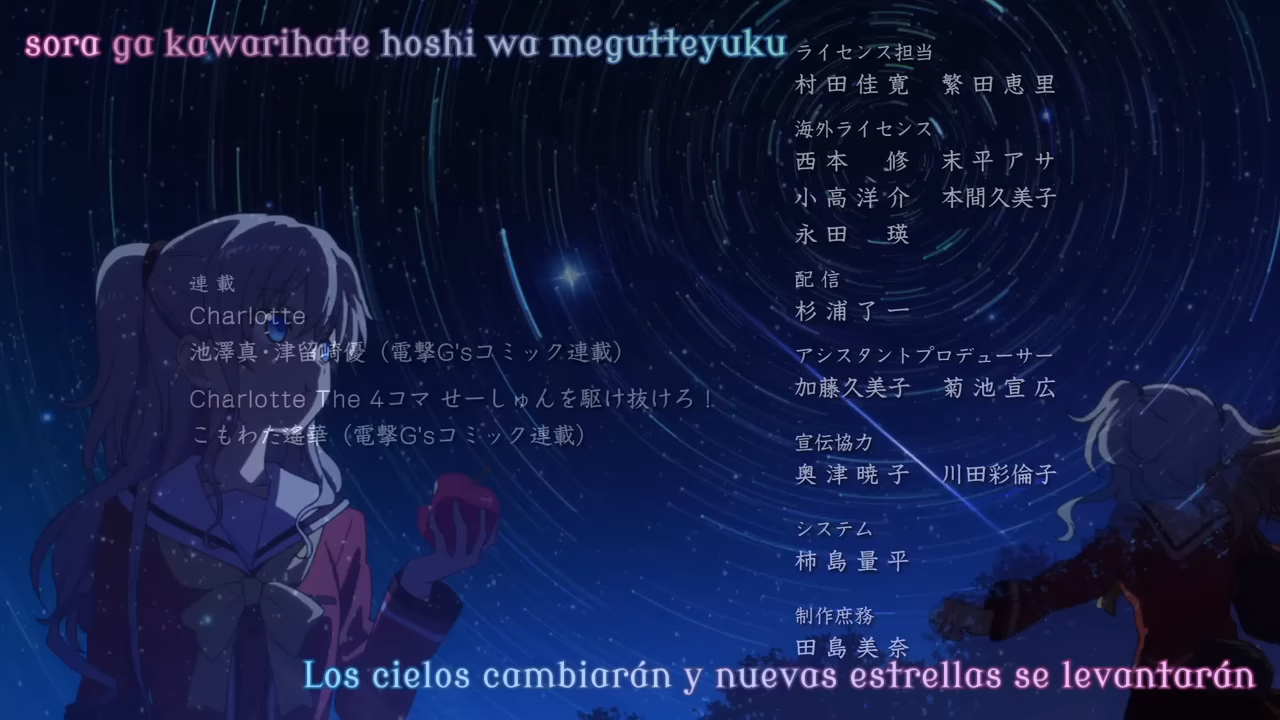 sora ga kawarihate hoshi wa megutteyuku
連載
Charlotte
池澤真・津留崎優（電撃G'sコミック連載）
Charlotte The 4コマ せーしゅんを駆け抜けろ！
こもわた遙華（電撃G'sコミック連載）
ライセンス担当
村田佳寛　繁田恵里
海外ライセンス
西本　修　末平アサ
小高洋介　本間久美子
永田　瑛
配信
杉浦了一
アシスタントプロデューサー
加藤久美子　菊池宣広
宣伝協力
奥津暁子　川田彩倫子
システム
柿島量平
制作庶務
田島美奈
Los cielos cambiarán y nuevas estrellas se levantarán